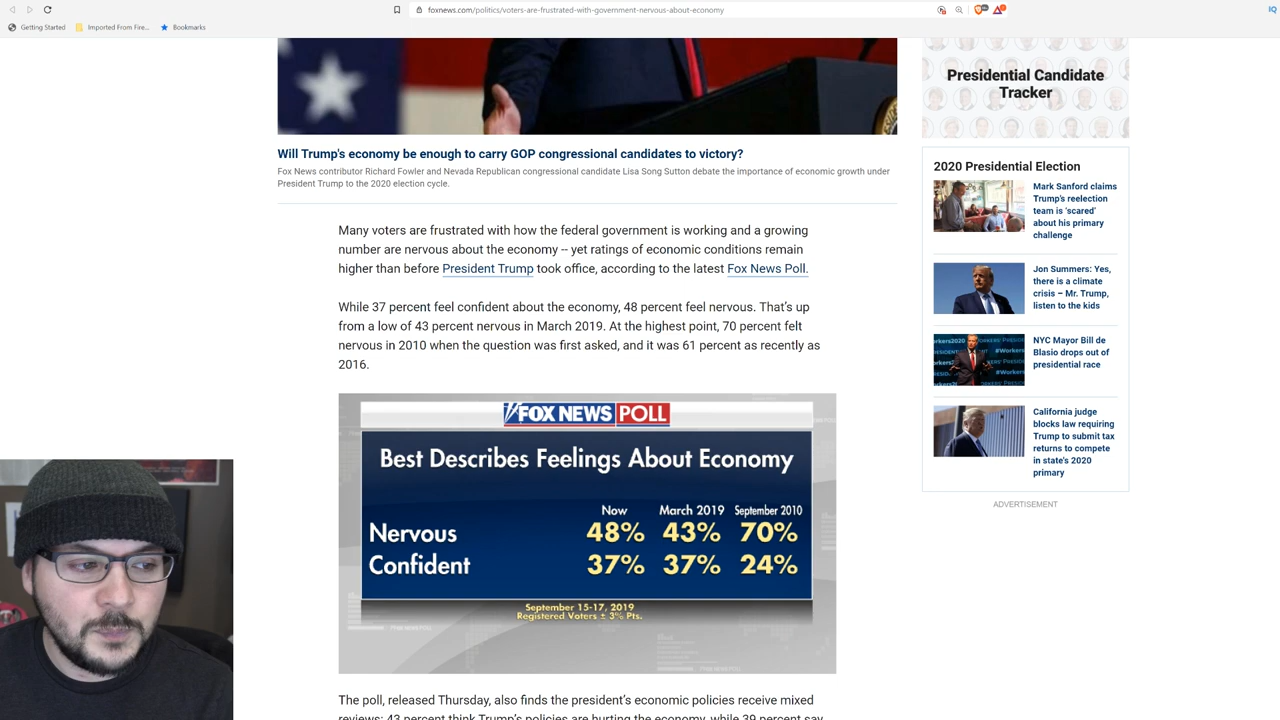 foxnews.com/politics/voters-are-frustrated-with-government-nervous-about-economy
Getting Started
Imported From Fire...
Bookmarks
Presidential Candidate
Tracker
Will Trump's economy be enough to carry GOP congressional candidates to victory?
Fox News contributor Richard Fowler and Nevada Republican congressional candidate Lisa Song Sutton debate the importance of economic growth under
President Trump to the 2020 election cycle.
Many voters are frustrated with how the federal government is working and a growing
number are nervous about the economy -- yet ratings of economic conditions remain
higher than before President Trump took office, according to the latest Fox News Poll.
While 37 percent feel confident about the economy, 48 percent feel nervous. That's up
from a low of 43 percent nervous in March 2019. At the highest point, 70 percent felt
nervous in 2010 when the question was first asked, and it was 61 percent as recently as
2016.
FOX NEWS POLL
Best Describes Feelings About Economy
Now March 2019 September 2010
Nervous 48% 43% 70%
Confident 37% 37% 24%
September 15-17, 2019
Registered Voters ± 3% Pts.
The poll, released Thursday, also finds the president's economic policies receive mixed
reviews: 43 percent think Trump's policies are hurting the economy, while 39 percent say
2020 Presidential Election
Mark Sanford claims
Trump's reelection
team is 'scared'
about his primary
challenge
Jon Summers: Yes,
there is a climate
crisis – Mr. Trump,
listen to the kids
NYC Mayor Bill de
Blasio drops out of
presidential race
California judge
blocks law requiring
Trump to submit tax
returns to compete
in state's 2020
primary
ADVERTISEMENT